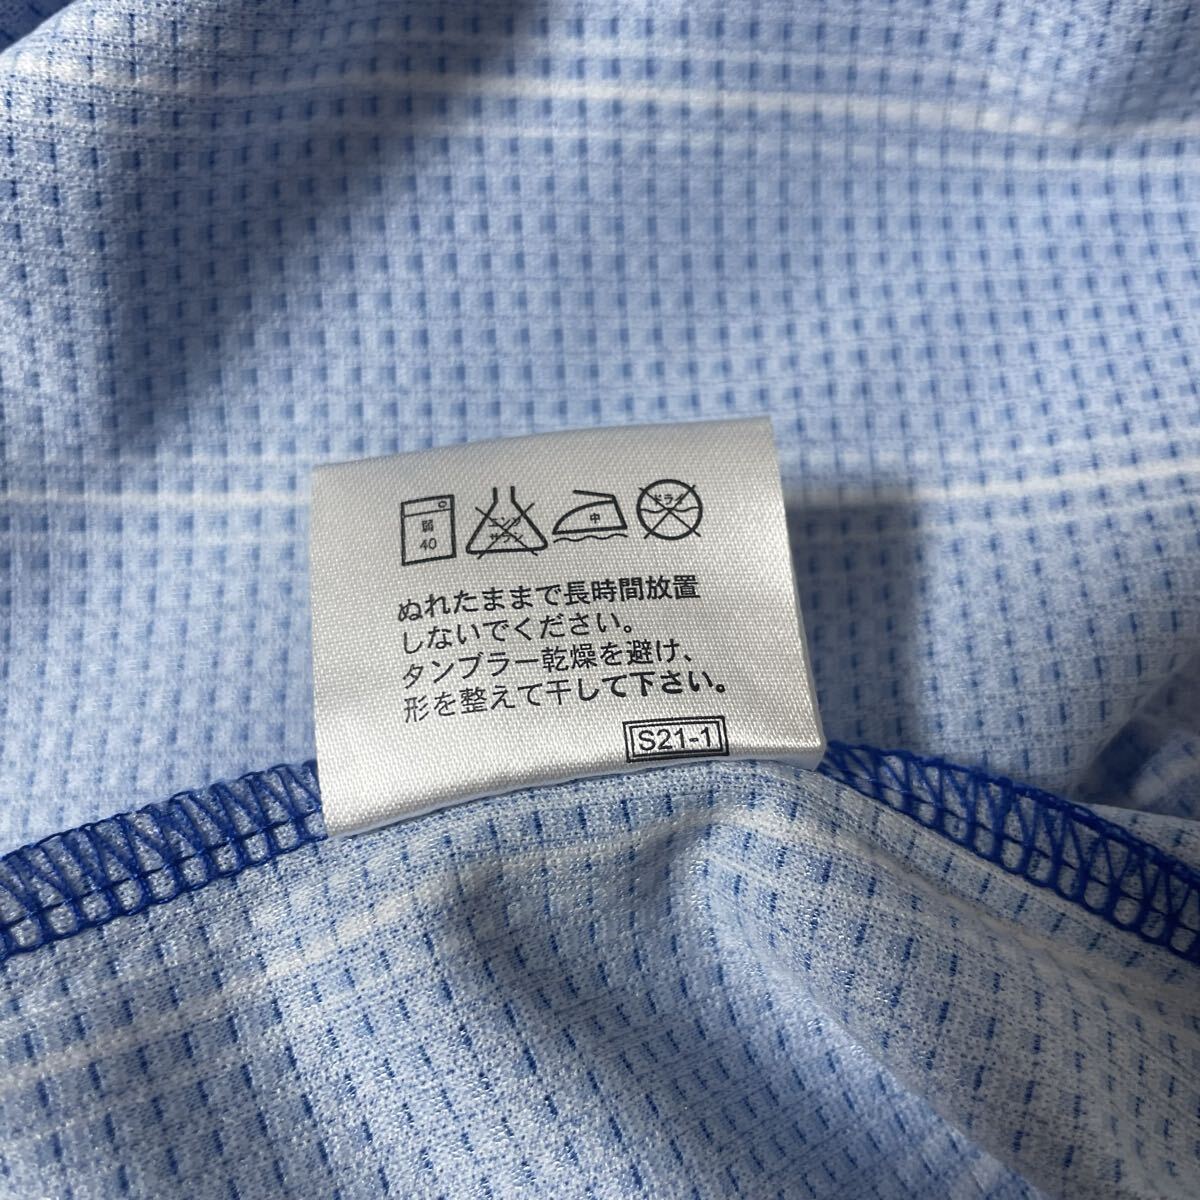 弱
40
エンソ
サラシ
中
ドライ
ぬれたままで長時間放置
しないでください。
タンブラー乾燥を避け、
形を整えて干して下さい。
S21-1